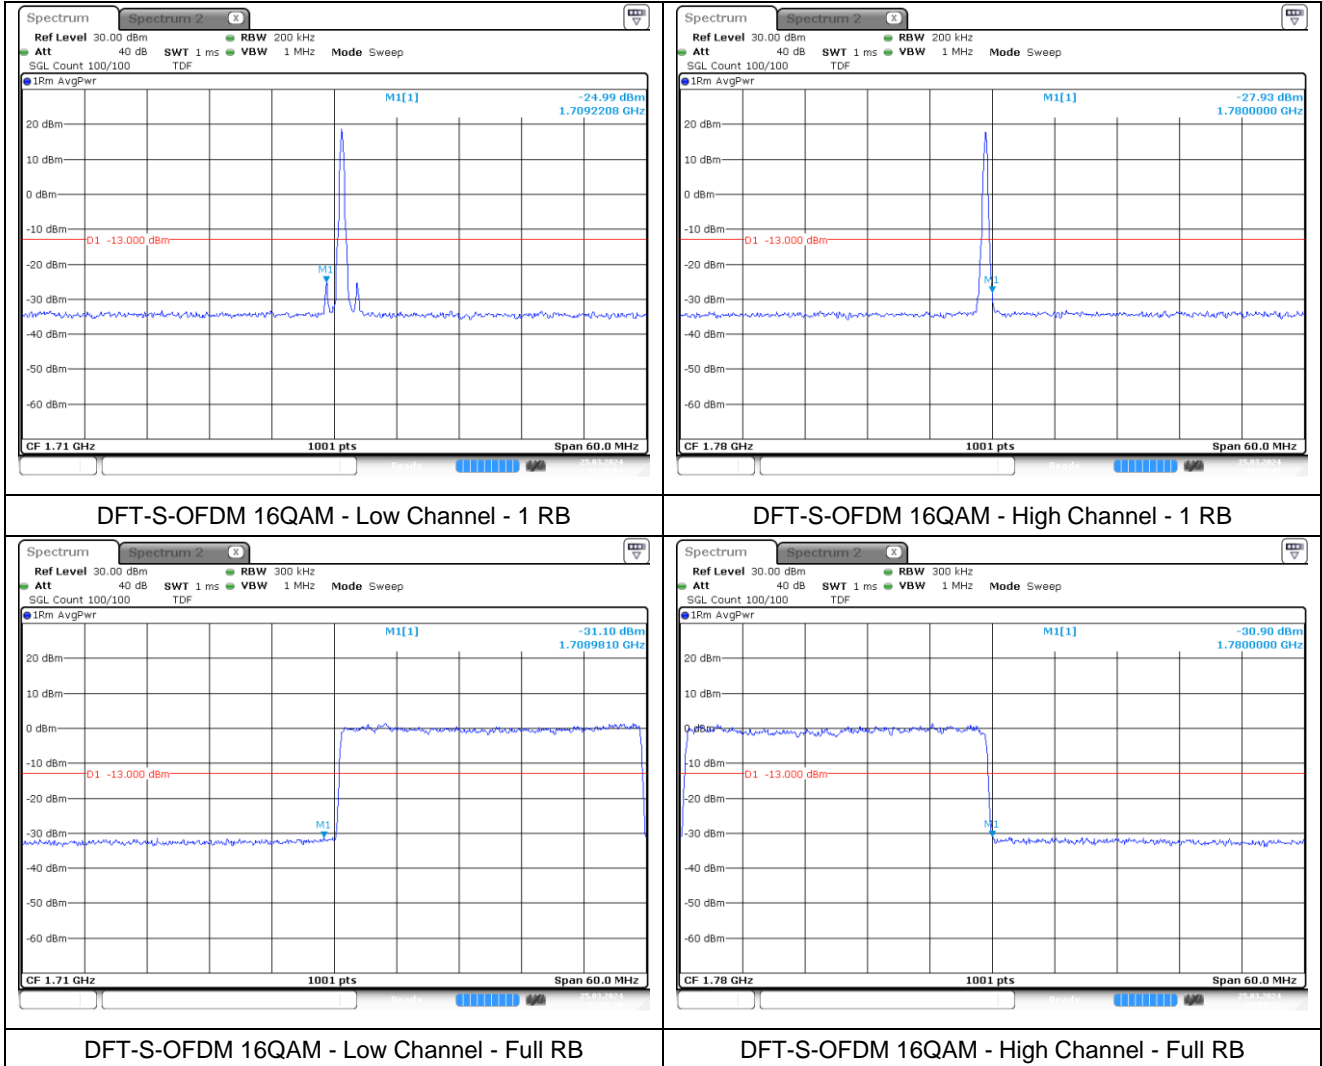 Spectrum Spectrum 2 X
Ref Level 30.00 dBm RBW 200 kHz
Att 40 dB SWT 1 ms VBW 1 MHz Mode Sweep
SGL Count 100/100 TDF
1Rm AvgPwr
M1[1] -24.99 dBm
1.7092208 GHz
20 dBm
10 dBm
0 dBm
-10 dBm
D1 -13.000 dBm
-20 dBm
M1
-30 dBm
-40 dBm
-50 dBm
-60 dBm
CF 1.71 GHz 1001 pts Span 60.0 MHz
Ready 25.03.2024
DFT-S-OFDM 16QAM - Low Channel - 1 RB
Spectrum Spectrum 2 X
Ref Level 30.00 dBm RBW 200 kHz
Att 40 dB SWT 1 ms VBW 1 MHz Mode Sweep
SGL Count 100/100 TDF
1Rm AvgPwr
M1[1] -27.93 dBm
1.7800000 GHz
20 dBm
10 dBm
0 dBm
-10 dBm
D1 -13.000 dBm
-20 dBm
M1
-30 dBm
-40 dBm
-50 dBm
-60 dBm
CF 1.78 GHz 1001 pts Span 60.0 MHz
Ready
DFT-S-OFDM 16QAM - High Channel - 1 RB
Spectrum Spectrum 2 X
Ref Level 30.00 dBm RBW 300 kHz
Att 40 dB SWT 1 ms VBW 1 MHz Mode Sweep
SGL Count 100/100 TDF
1Rm AvgPwr
M1[1] -31.10 dBm
1.7089810 GHz
20 dBm
10 dBm
0 dBm
-10 dBm
D1 -13.000 dBm
-20 dBm
M1
-30 dBm
-40 dBm
-50 dBm
-60 dBm
CF 1.71 GHz 1001 pts Span 60.0 MHz
Ready 25.03.2024
DFT-S-OFDM 16QAM - Low Channel - Full RB
Spectrum Spectrum 2 X
Ref Level 30.00 dBm RBW 300 kHz
Att 40 dB SWT 1 ms VBW 1 MHz Mode Sweep
SGL Count 100/100 TDF
1Rm AvgPwr
M1[1] -30.90 dBm
1.7800000 GHz
20 dBm
10 dBm
0 dBm
-10 dBm
D1 -13.000 dBm
-20 dBm
M1
-30 dBm
-40 dBm
-50 dBm
-60 dBm
CF 1.78 GHz 1001 pts Span 60.0 MHz
Ready 25.03.2024
DFT-S-OFDM 16QAM - High Channel - Full RB